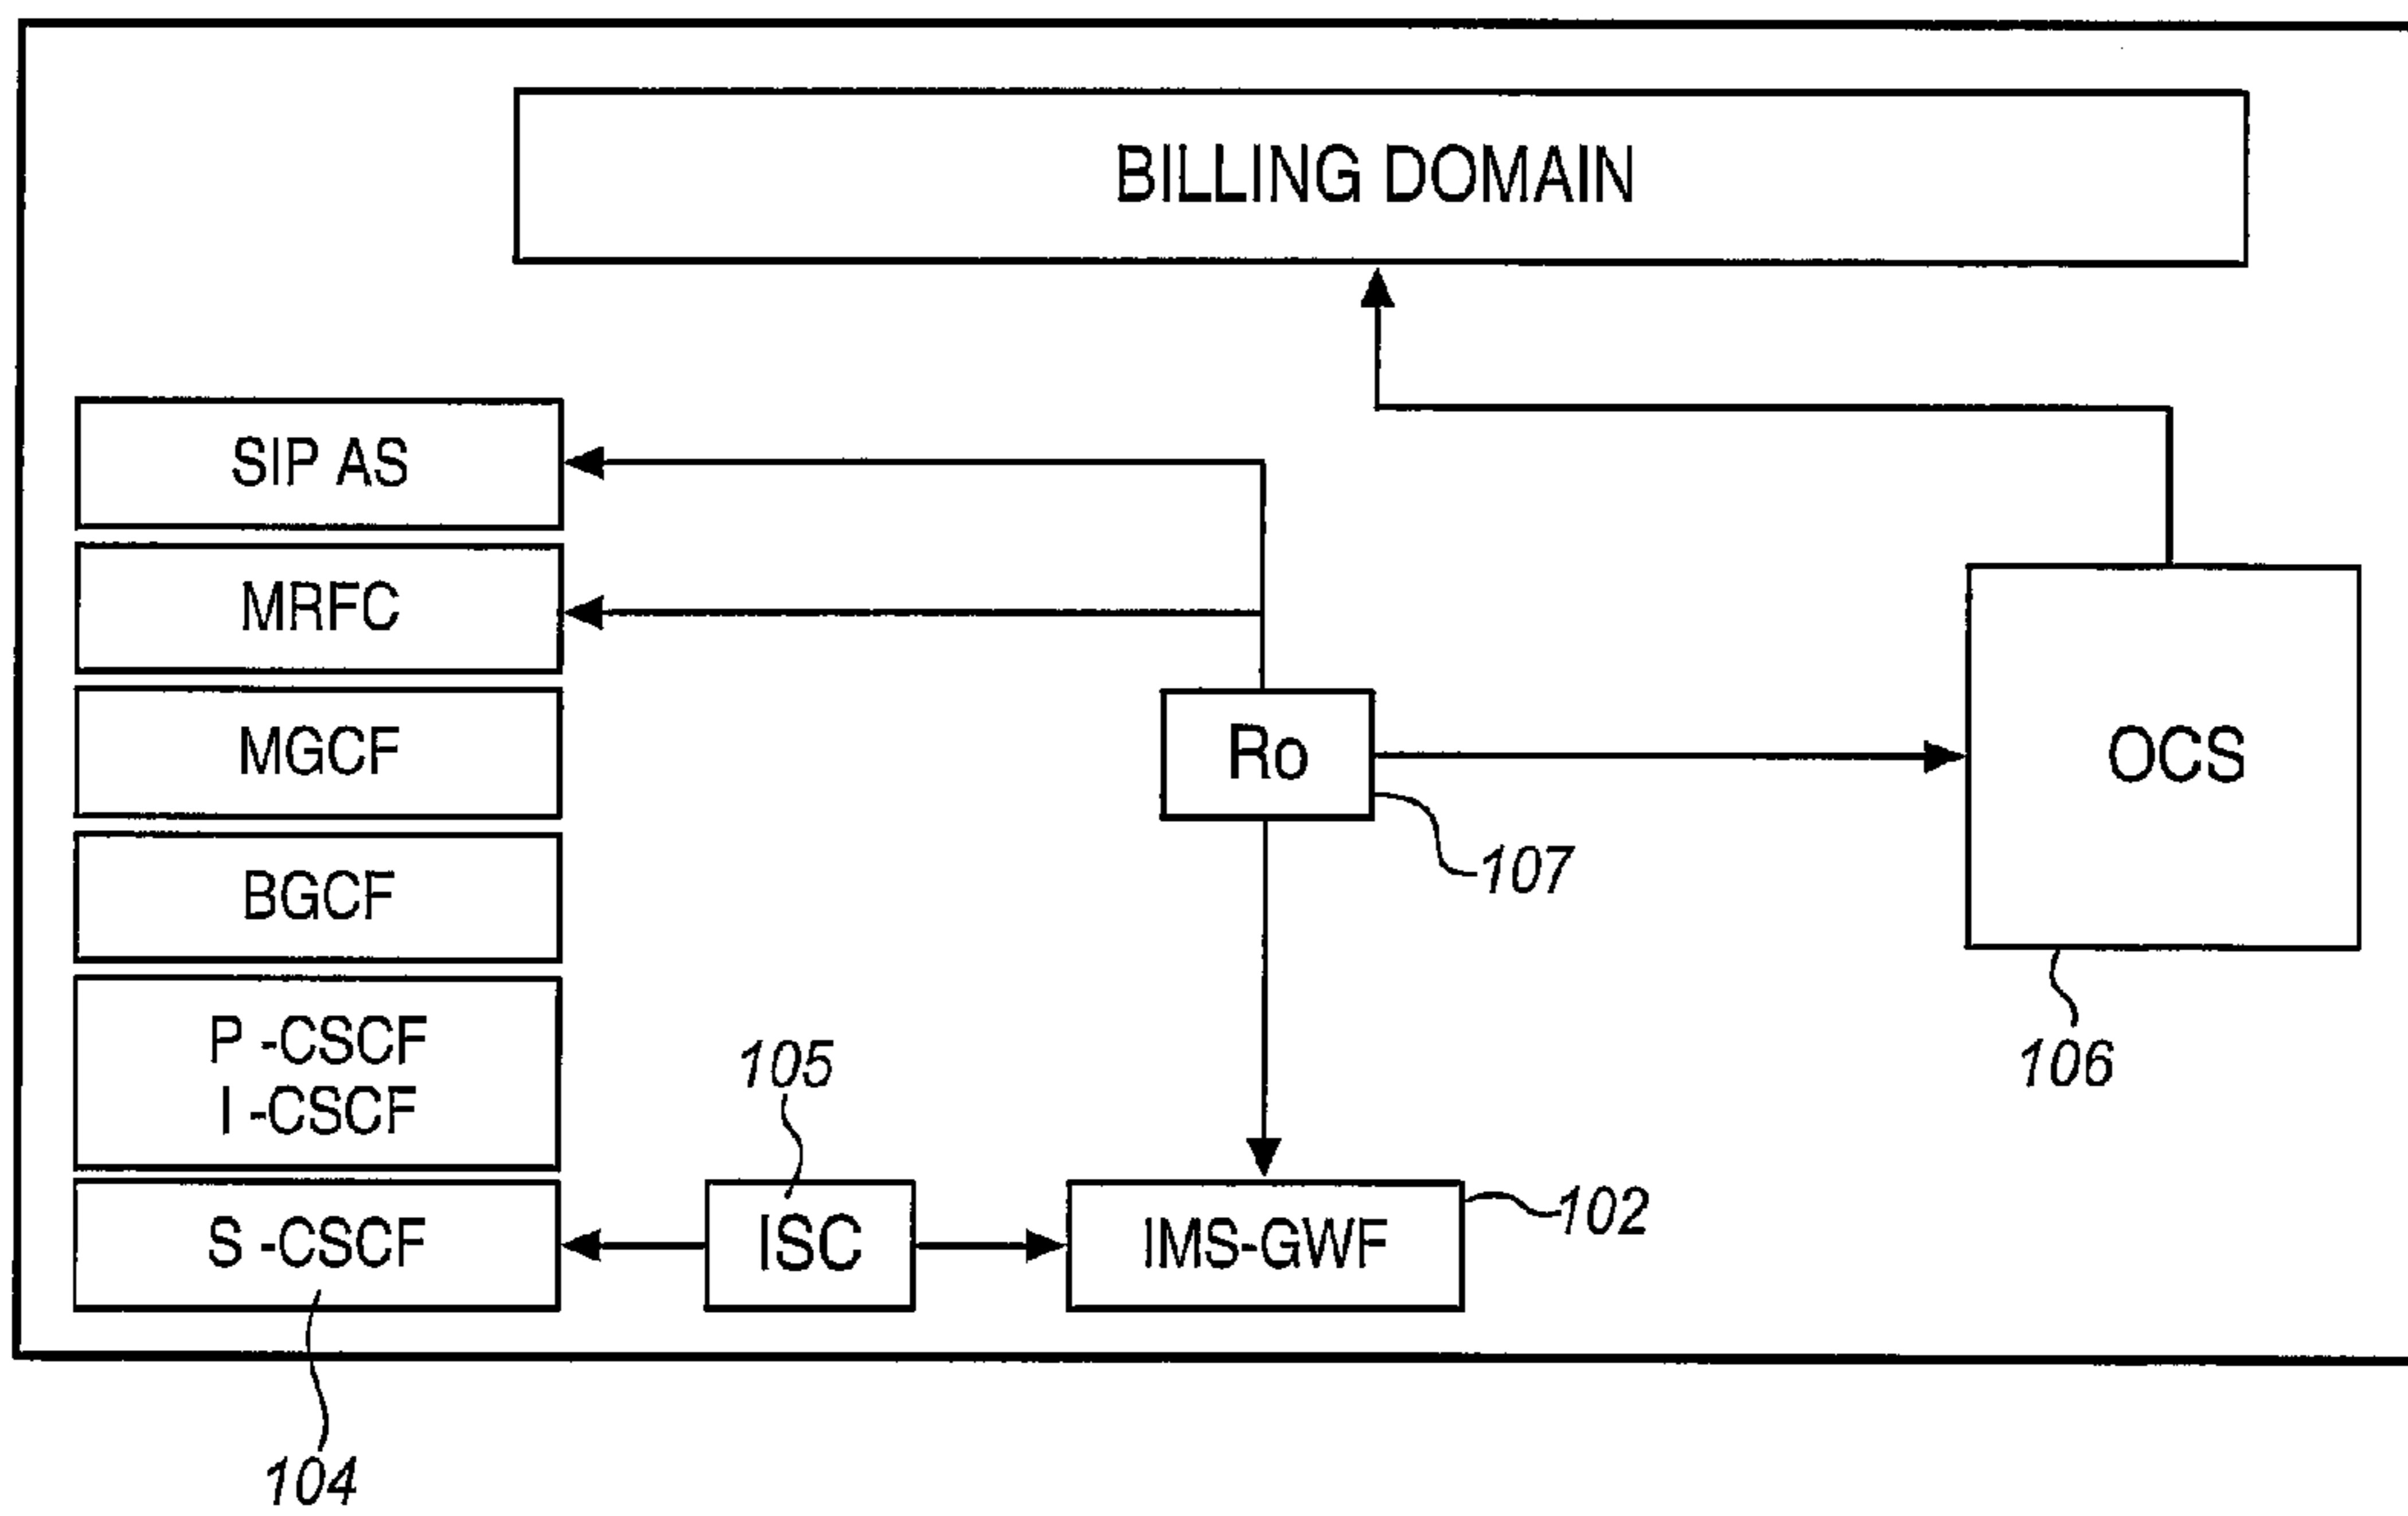 BILLING DOMAIN
SIP AS
MRFC
MGCF
Ro
OCS
107
BGCF
P -CSCF
I -CSCF
105
106
S -CSCF
ISC
IMS-GWF
102
104